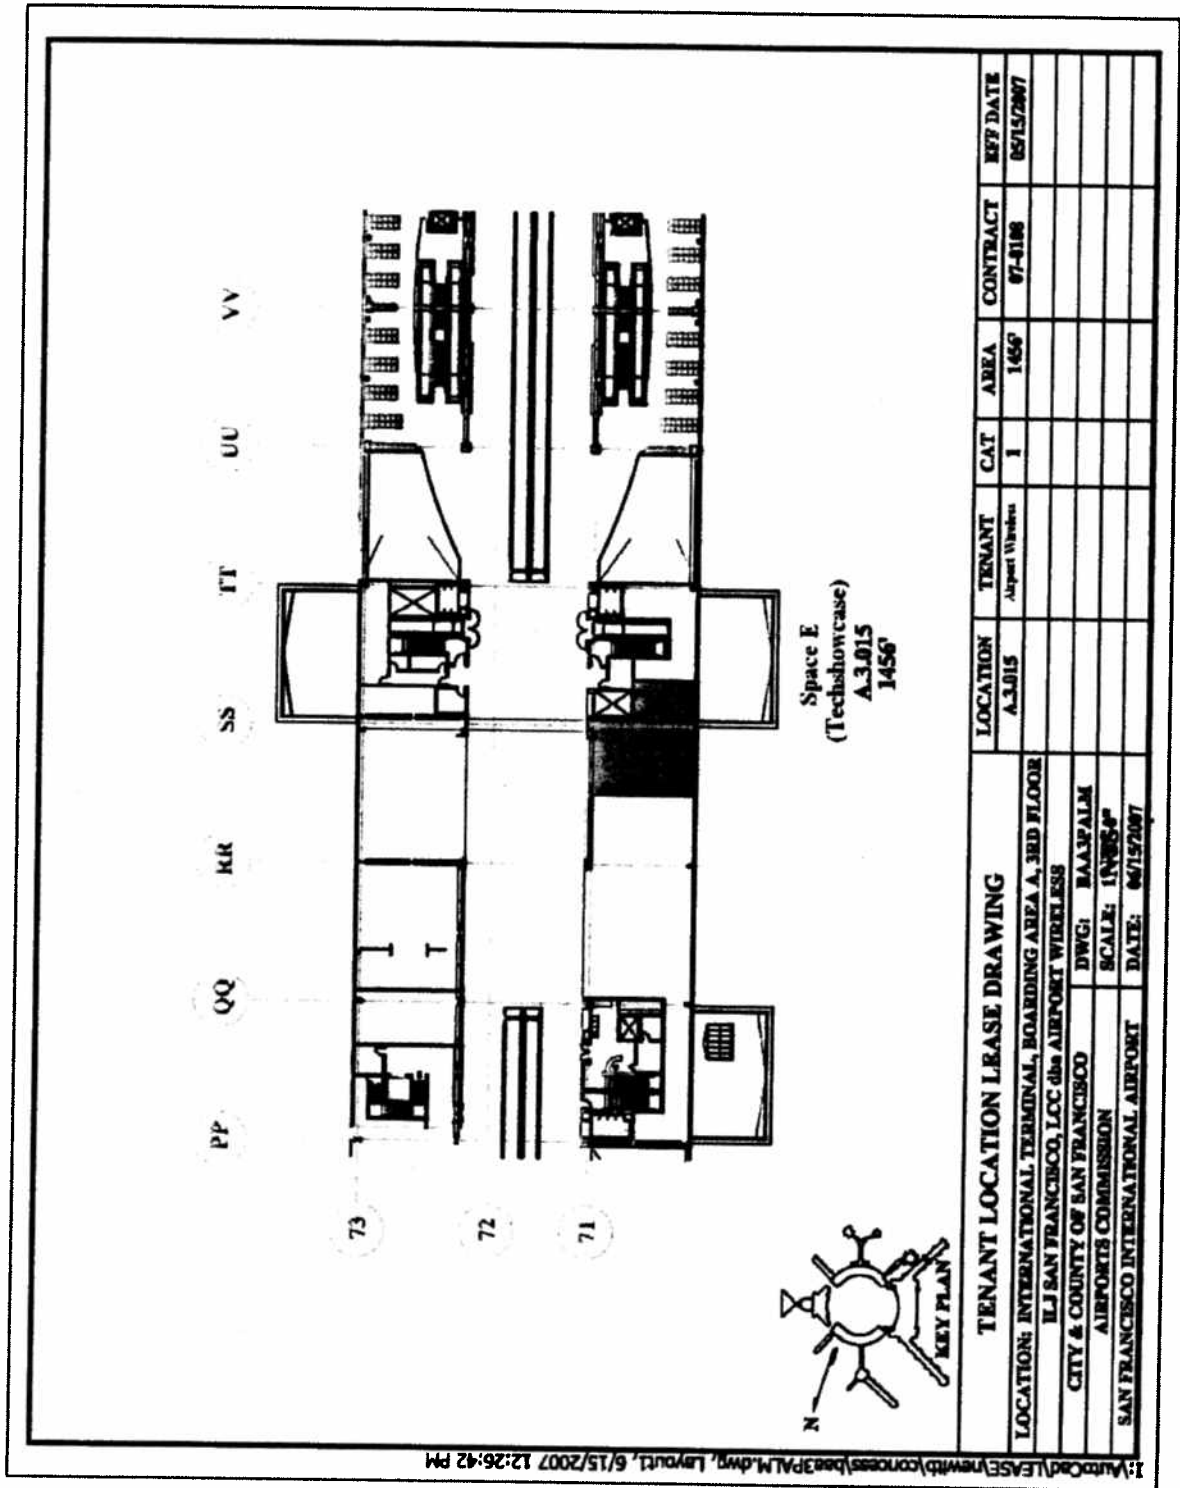 VV
UU
TT
SS
RR
QQ
PP
73
72
71
Space E
(Techshowcase)
A.3.015
1456'
N
KEY PLAN
TENANT LOCATION LEASE DRAWING
LOCATION: INTERNATIONAL TERMINAL, BOARDING AREA A, 3RD FLOOR
ILJ SAN FRANCISCO, LCC dba AIRPORT WIRELESS
CITY & COUNTY OF SAN FRANCISCO
AIRPORTS COMMISSION
SAN FRANCISCO INTERNATIONAL AIRPORT
DWG: BAA3PALM
SCALE:
DATE: 06/15/2007
LOCATION TENANT CAT AREA CONTRACT EFF DATE
A.3.015 Airport Wireless 1 1456' 07-0108 05/15/2007
I:\AutoCad\LEASE\newitb\concess\baa3PALM.dwg, Layout1, 6/15/2007 12:26:42 PM